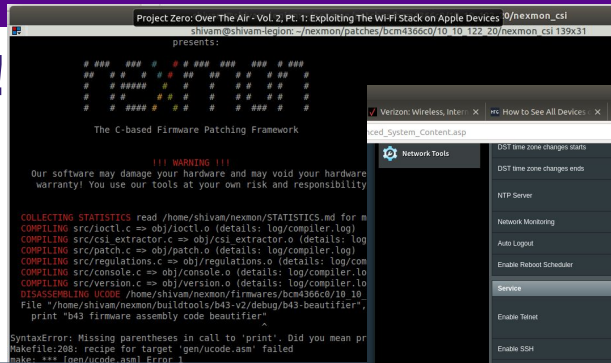 Project Zero: Over The Air - Vol. 2, Pt. 1: Exploiting The Wi-Fi Stack on Apple Devices
0/nexmon_csi
shivam@shivam-legion: ~/nexmon/patches/bcm4366c0/10_10_122_20/nexmon_csi 139x31
presents:
The C-based Firmware Patching Framework
!!! WARNING !!!
Our software may damage your hardware and may void your hardware
warranty! You use our tools at your own risk and responsibility
COLLECTING STATISTICS read /home/shivam/nexmon/STATISTICS.md for m
COMPILING src/ioctl.c => obj/ioctl.o (details: log/compiler.log)
COMPILING src/csi_extractor.c => obj/csi_extractor.o (details: log
COMPILING src/patch.c => obj/patch.o (details: log/compiler.log)
COMPILING src/regulations.c => obj/regulations.o (details: log/com
COMPILING src/console.c => obj/console.o (details: log/compiler.lo
COMPILING src/version.c => obj/version.o (details: log/compiler.lo
DISASSEMBLING UCODE /home/shivam/nexmon/firmwares/bcm4366c0/10_10_
File "/home/shivam/nexmon/buildtools/b43-v2/debug/b43-beautifier",
print "b43 firmware assembly code beautifier"
^
SyntaxError: Missing parentheses in call to 'print'. Did you mean pr
Makefile:208: recipe for target 'gen/ucode.asm' failed
make: *** [gen/ucode.asm] Error 1
Verizon: Wireless, Intern ×
How to See All Devices ×
nced_System_Content.asp
Network Tools
DST time zone changes starts
DST time zone changes ends
NTP Server
Network Monitoring
Auto Logout
Enable Reboot Scheduler
Service
Enable Telnet
Enable SSH